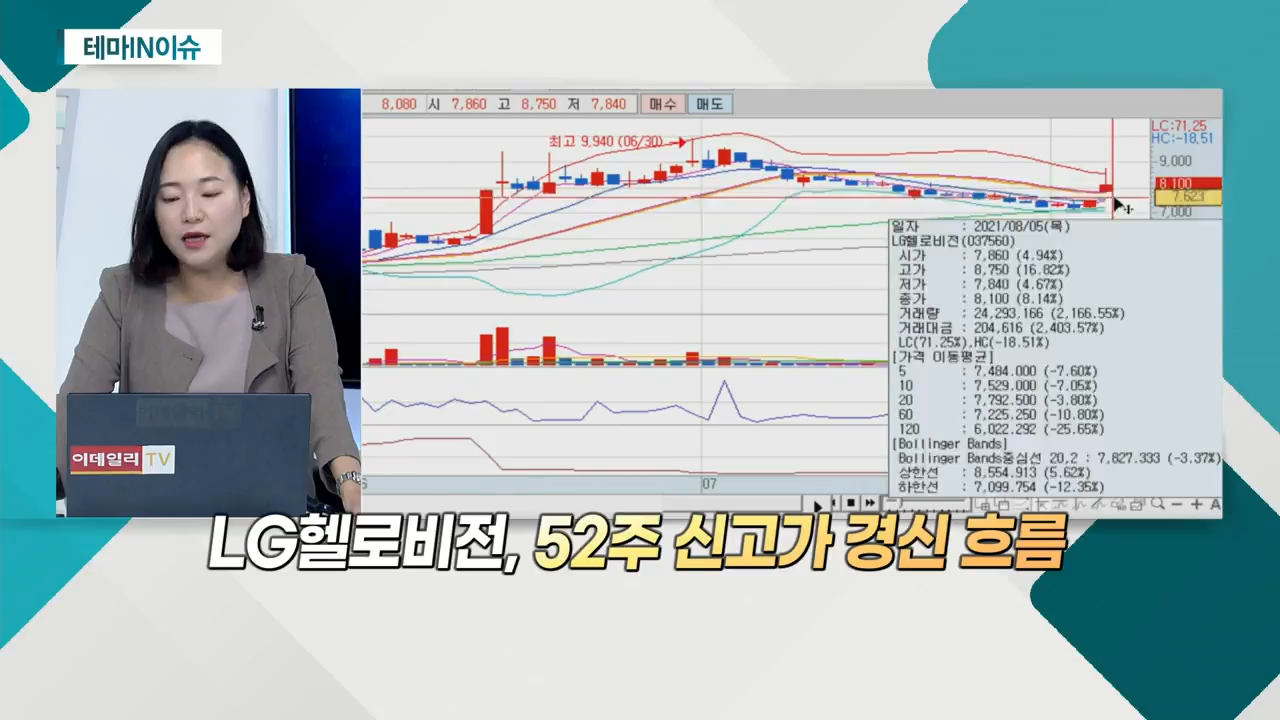 테마IN이슈
8,080 시 7,860 고 8,750 저 7,840 매수 매도
최고 9,940 (06/30)
LC:71.25
HC:-18.51
9,000
8,100
7,623
7,000
일자 : 2021/08/05(목)
LG헬로비전(037560)
시가 : 7,860 (4.94%)
고가 : 8,750 (16.82%)
저가 : 7,840 (4.67%)
종가 : 8,100 (8.14%)
거래량 : 24,293,166 (2,166.55%)
거래대금 : 204,616 (2,403.57%)
LC(71.25%),HC(-18.51%)
[가격 이동평균]
5 : 7,484.000 (-7.60%)
10 : 7,529.000 (-7.05%)
20 : 7,792.500 (-3.80%)
60 : 7,225.250 (-10.80%)
120 : 6,022.292 (-25.65%)
[Bollinger Bands]
Bollinger Bands중심선 20,2 : 7,827.333 (-3.37%)
상한선 : 8,554.913 (5.62%)
하한선 : 7,099.754 (-12.35%)
07
이데일리 TV
LG헬로비전, 52주 신고가 경신 흐름